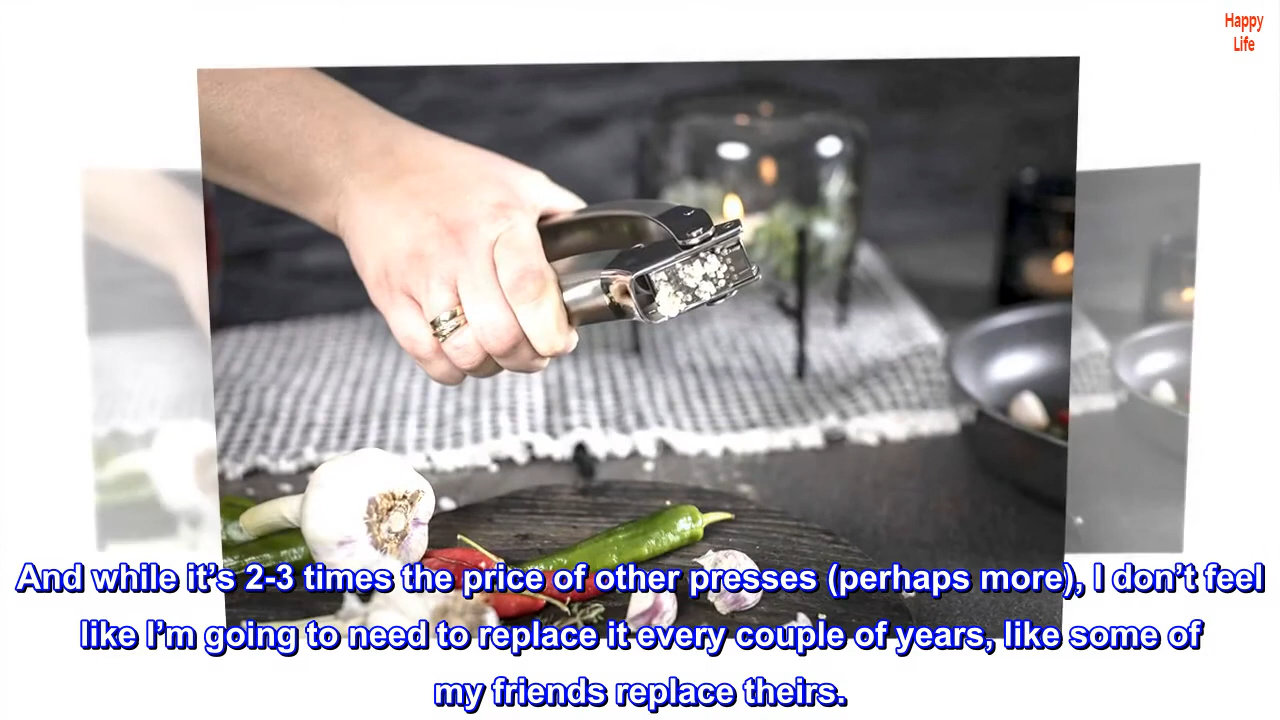 Happy
Life
And while it's 2-3 times the price of other presses (perhaps more), I don't feel
like I'm going to need to replace it every couple of years, like some of
my friends replace theirs.